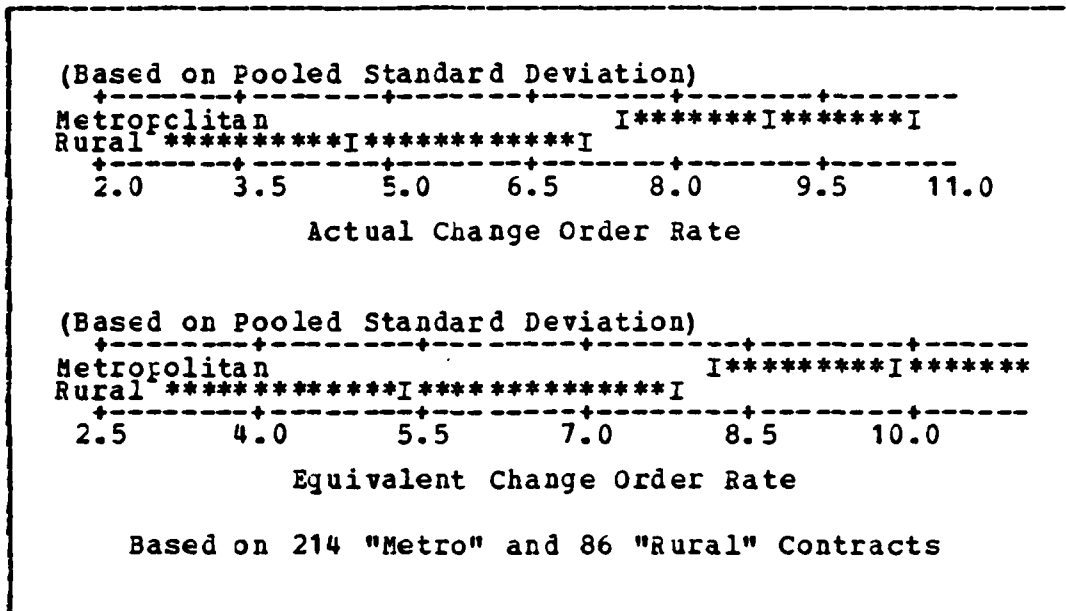 (Based on Pooled Standard Deviation)
+-------+-------+-------+-------+-------+-------
Metropclitan I*******I*******I
Rural **********I************I
+-------+-------+-------+-------+-------+-------
2.0 3.5 5.0 6.5 8.0 9.5 11.0
Actual Change Order Rate
(Based on Pooled Standard Deviation)
+--------+--------+--------+--------+--------+------
Metropolitan I*********I*******
Rural *************I**************I
+--------+--------+--------+--------+--------+------
2.5 4.0 5.5 7.0 8.5 10.0
Equivalent Change Order Rate
Based on 214 "Metro" and 86 "Rural" Contracts